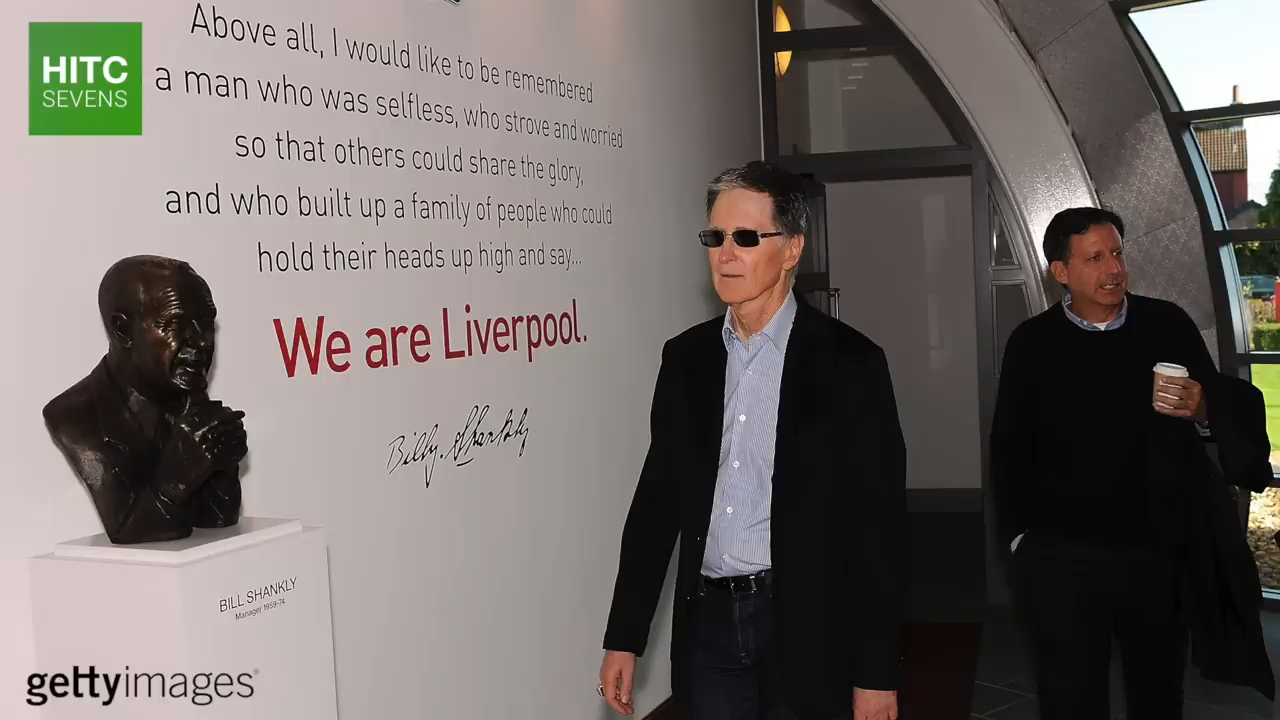 HITC
SEVENS
Above all, I would like to be remembered
a man who was selfless, who strove and worried
so that others could share the glory,
and who built up a family of people who could
hold their heads up high and say...
We are Liverpool.
Billy Shankly
BILL SHANKLY
Manager 1959-74
gettyimages®